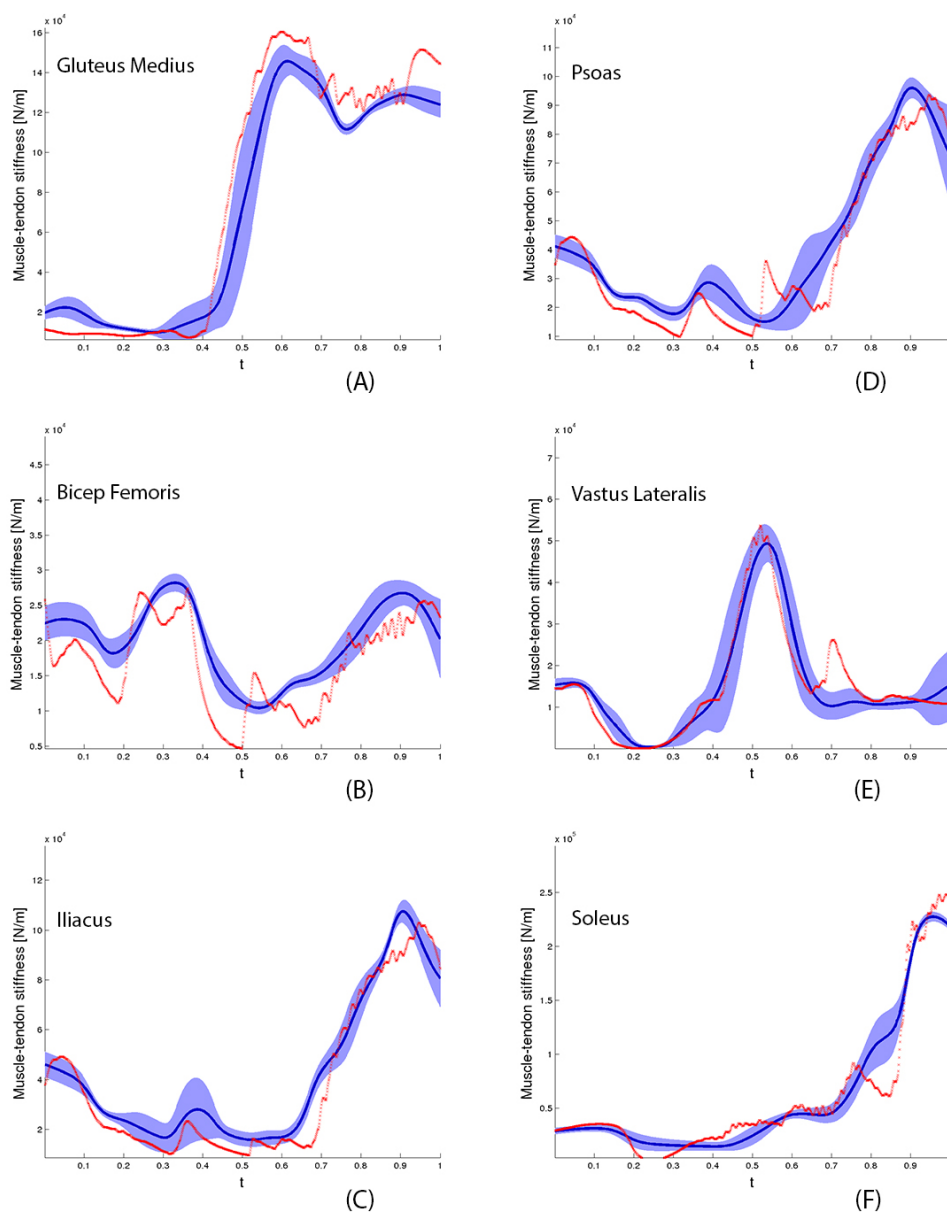 x 10⁴
Muscle-tendon stiffness [N/m]
Gluteus Medius
16
14
12
10
8
6
4
2
0.1 0.2 0.3 0.4 0.5 0.6 0.7 0.8 0.9 1
t
(A)
x 10⁴
Muscle-tendon stiffness [N/m]
Psoas
11
10
9
8
7
6
5
4
3
2
1
0.1 0.2 0.3 0.4 0.5 0.6 0.7 0.8 0.9
t
(D)
x 10⁴
Muscle-tendon stiffness [N/m]
Bicep Femoris
4.5
4
3.5
3
2.5
2
1.5
1
0.5
0.1 0.2 0.3 0.4 0.5 0.6 0.7 0.8 0.9 1
t
(B)
x 10⁴
Muscle-tendon stiffness [N/m]
Vastus Lateralis
7
6
5
4
3
2
1
0.1 0.2 0.3 0.4 0.5 0.6 0.7 0.8 0.9
t
(E)
x 10⁴
Muscle-tendon stiffness [N/m]
Iliacus
12
10
8
6
4
2
0.1 0.2 0.3 0.4 0.5 0.6 0.7 0.8 0.9 1
t
(C)
x 10⁵
Muscle-tendon stiffness [N/m]
Soleus
2.5
2
1.5
1
0.5
0.1 0.2 0.3 0.4 0.5 0.6 0.7 0.8 0.9
t
(F)